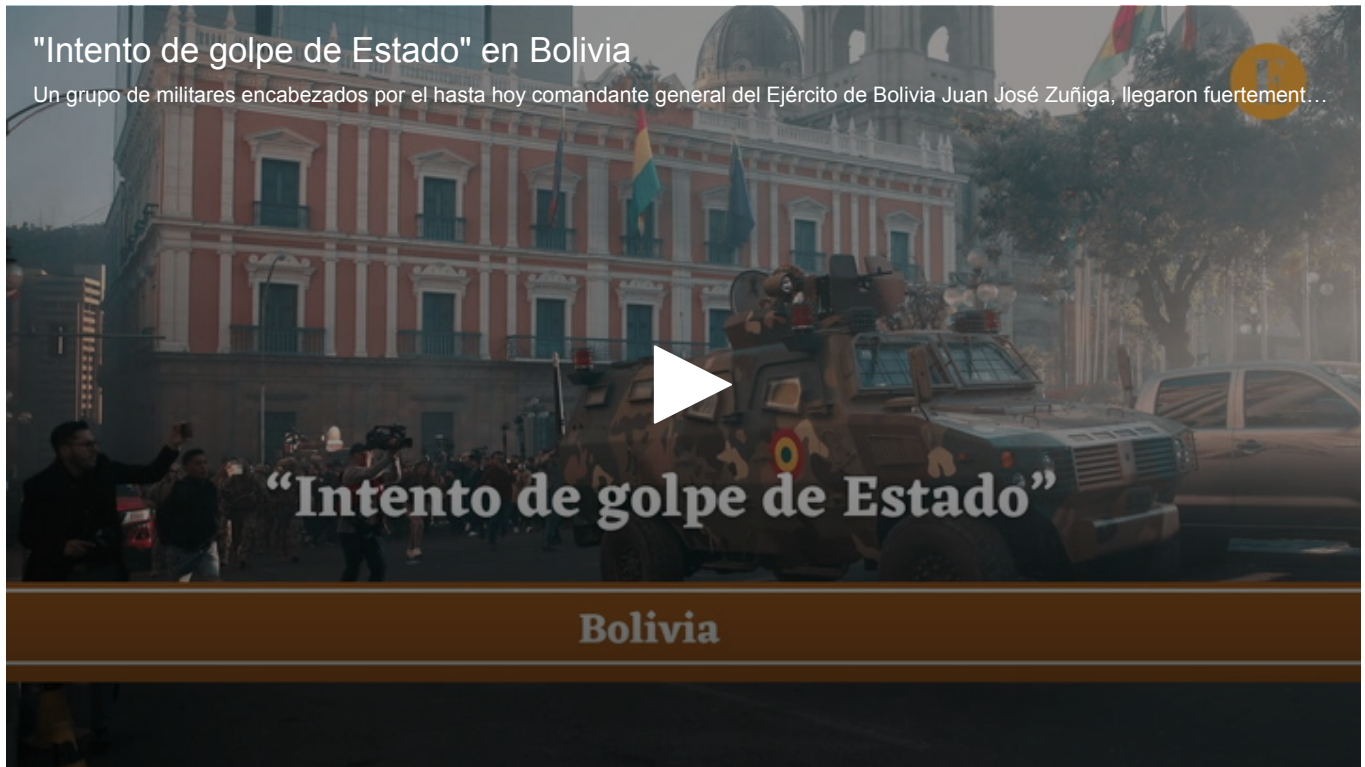 "Intento de golpe de Estado" en Bolivia
Un grupo de militares encabezados por el hasta hoy comandante general del Ejército de Bolivia Juan José Zuñiga, llegaron fuertement…
“Intento de golpe de Estado”
Bolivia